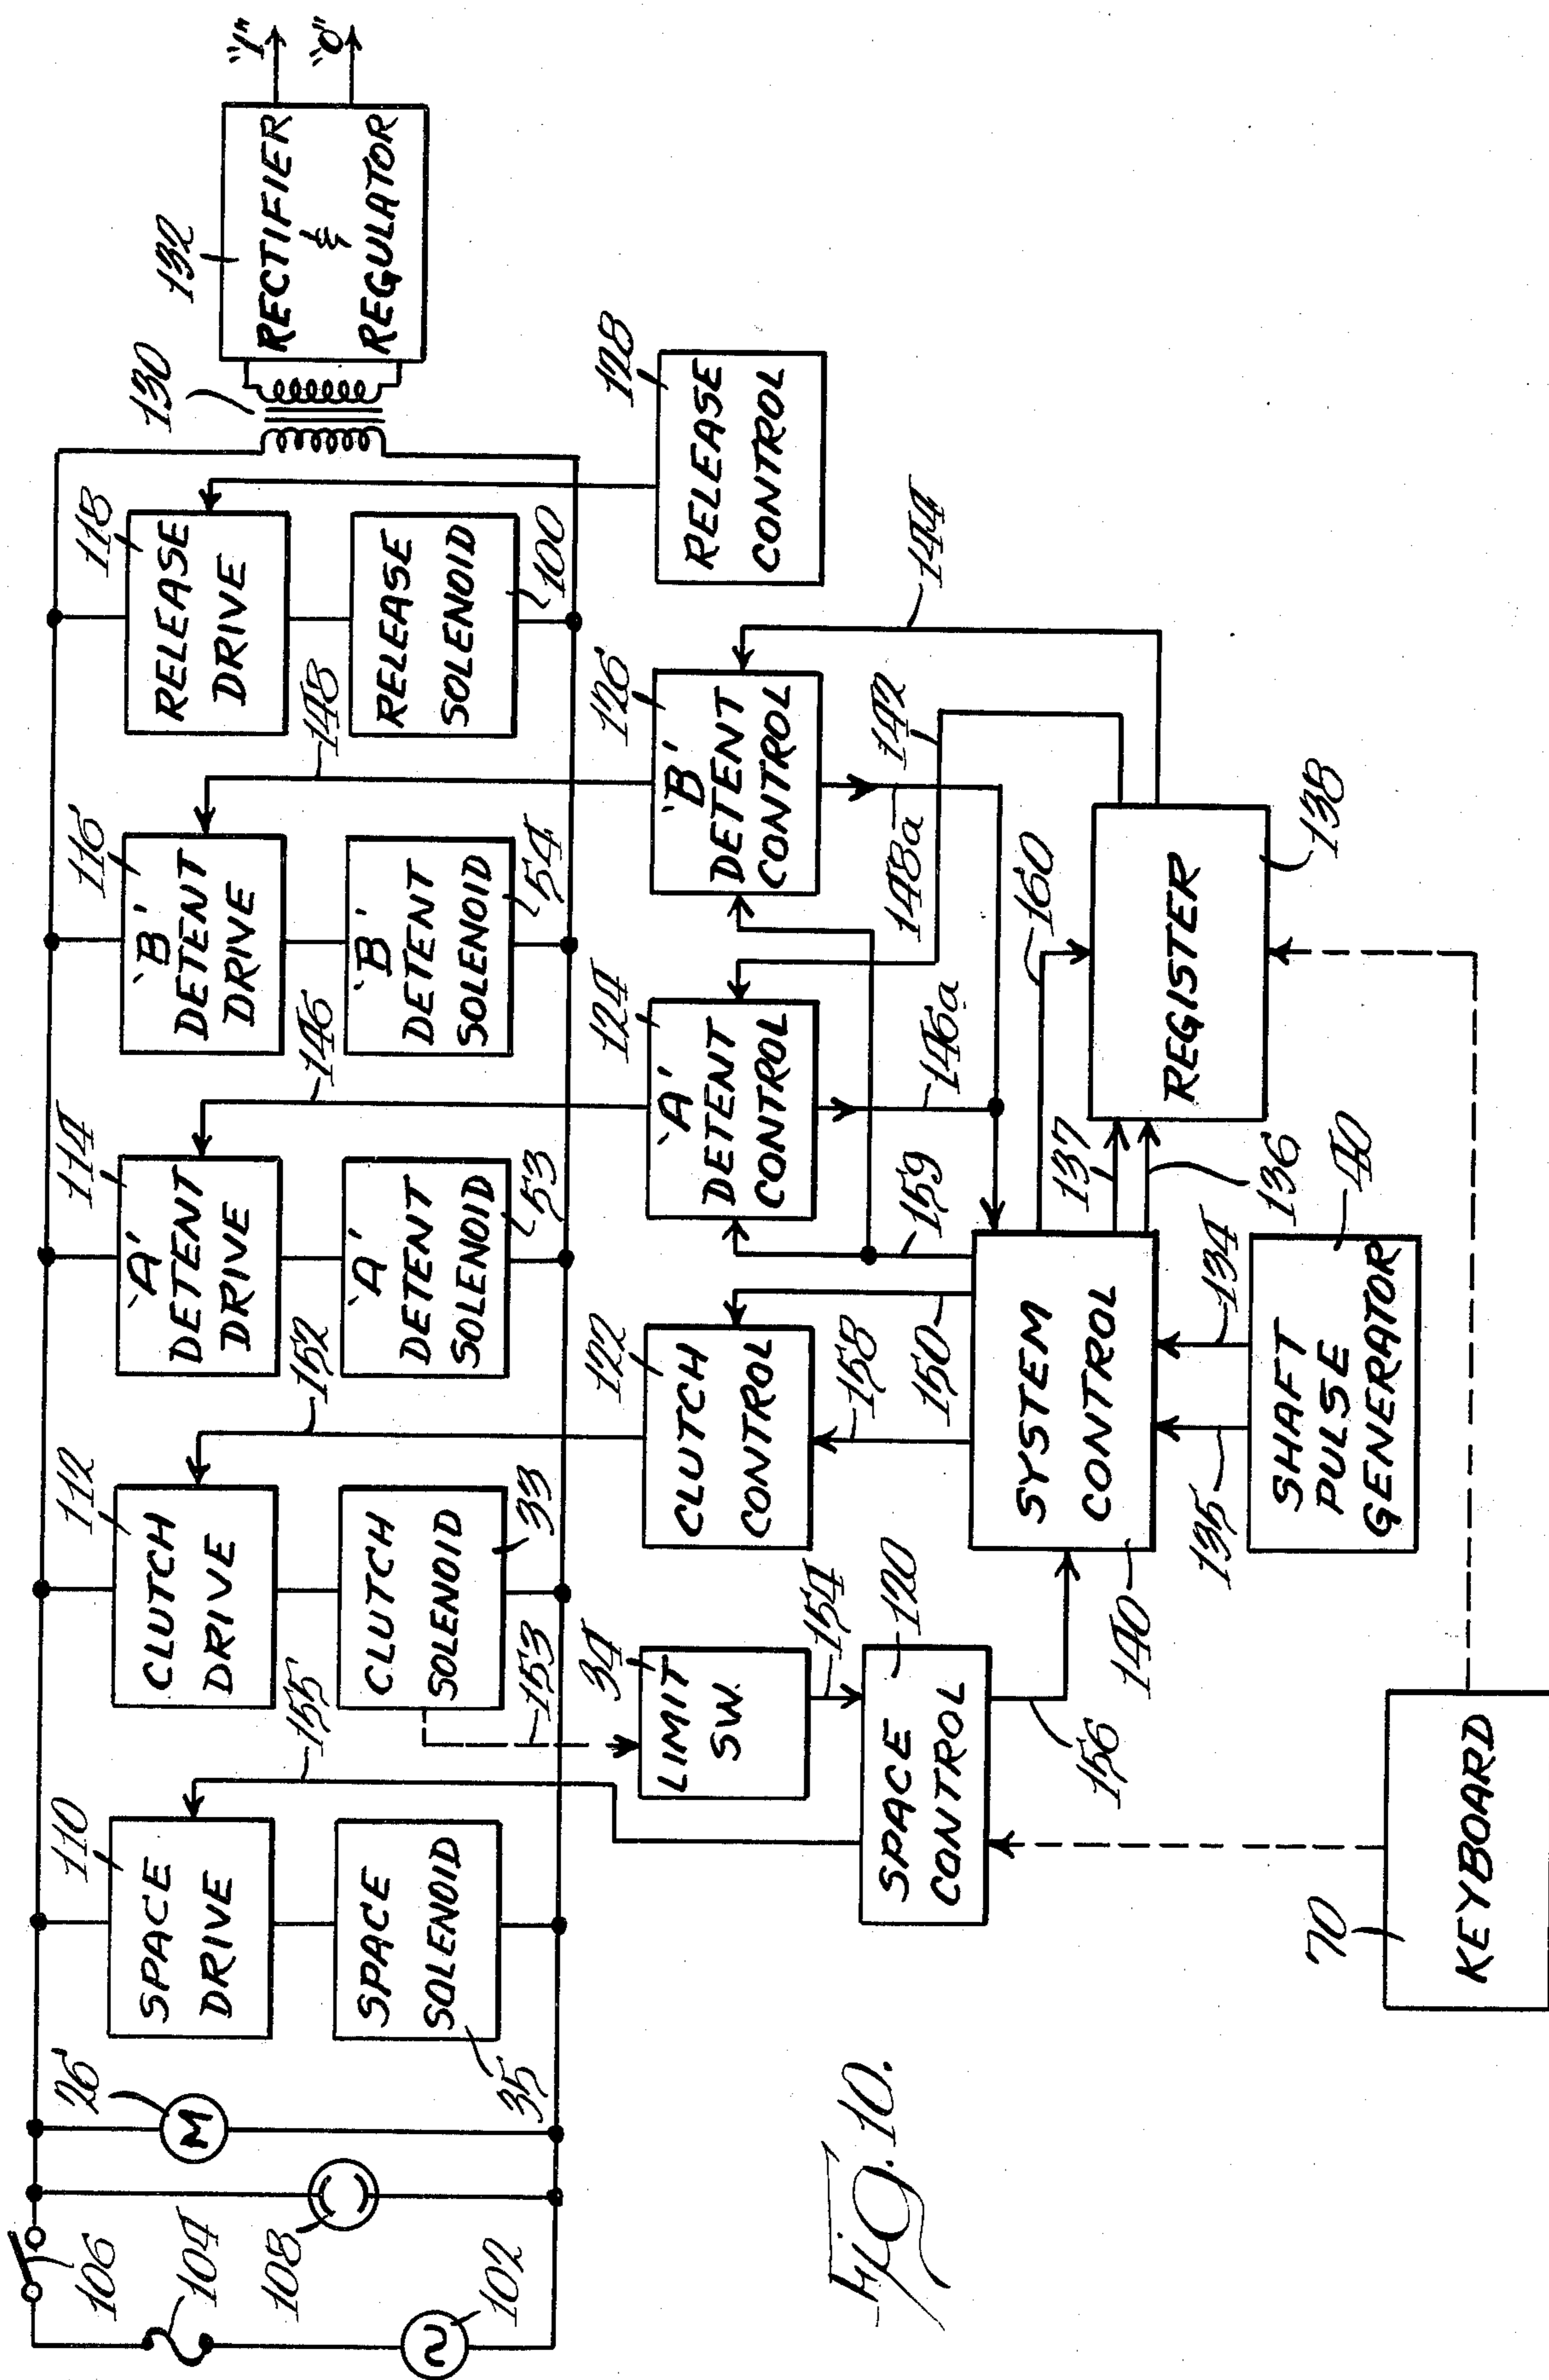 106
104
108
102
26
M
110
SPACE
DRIVE
SPACE
SOLENOID
35
155
112
CLUTCH
DRIVE
CLUTCH
SOLENOID
33
153
152
114
'A'
DETENT
DRIVE
'A'
DETENT
SOLENOID
53
146
116
'B'
DETENT
DRIVE
'B'
DETENT
SOLENOID
54
148
118
RELEASE
DRIVE
RELEASE
SOLENOID
100
130
132
RECTIFIER
&
REGULATOR
"1"
"0"
34
LIMIT
SW.
154
SPACE
CONTROL
120
156
122
CLUTCH
CONTROL
158
150
159
124
'A'
DETENT
CONTROL
146a
126
'B'
DETENT
CONTROL
148a
142
144
128
RELEASE
CONTROL
SYSTEM
CONTROL
140
160
137
136
REGISTER
138
135
134
SHAFT
PULSE
GENERATOR
40
70
KEYBOARD
Fig. 10.